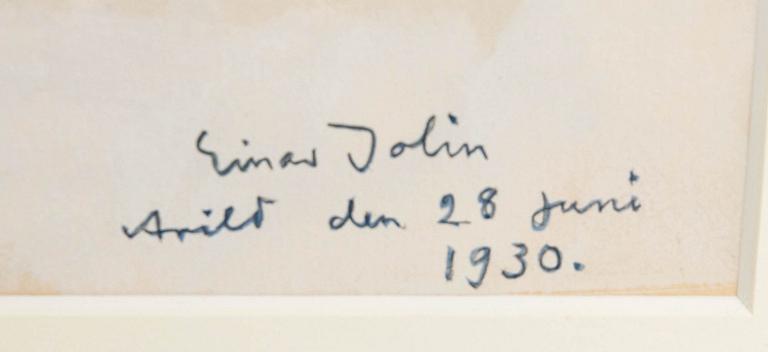 Einar Jolin
Arild den 28 juni
1930.